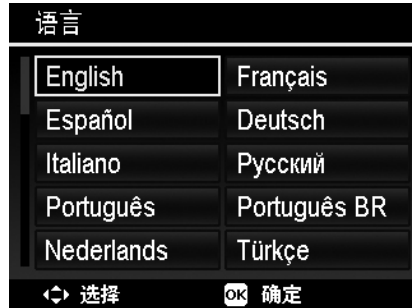 语言
English Français
Español Deutsch
Italiano Русский
Português Português BR
Nederlands Türkçe
选择 OK 确定